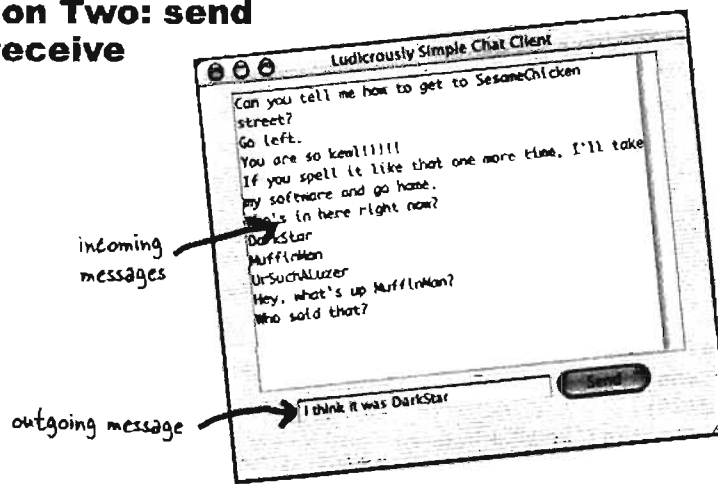 on Two: send
receive
Ludicrously Simple Chat Client
Can you tell me how to get to SesameChicken
street?
Go left.
You are so kewl!!!!!
If you spell it like that one more time, I'll take
my software and go home.
Who's in here right now?
DarkStar
MuffinMan
UrSuchALuzer
Hey, what's up MuffinMan?
Who said that?
incoming
messages
Send
outgoing message
I think it was DarkStar